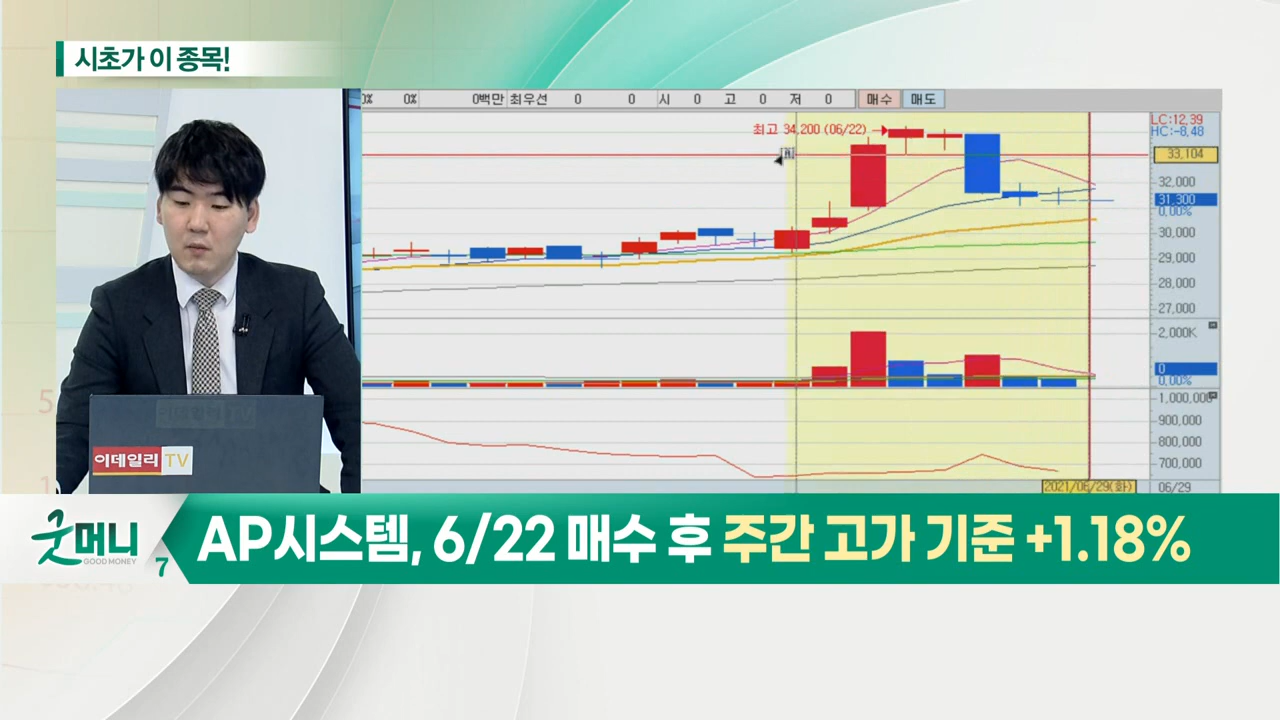 시초가 이 종목!
0% 0% 0백만 최우선 0 0 시 0 고 0 저 0 매수 매도
최고 34,200 (06/22)
LC:12.39
HC:-8.48
33,104
32,000
31,300
0.00%
30,000
29,000
28,000
27,000
2,000K
0
0.00%
1,000,000
900,000
800,000
700,000
2021/06/29(화) 06/29
이데일리 TV
굿머니
GOOD MONEY
7
AP시스템, 6/22 매수 후 주간 고가 기준 +1.18%